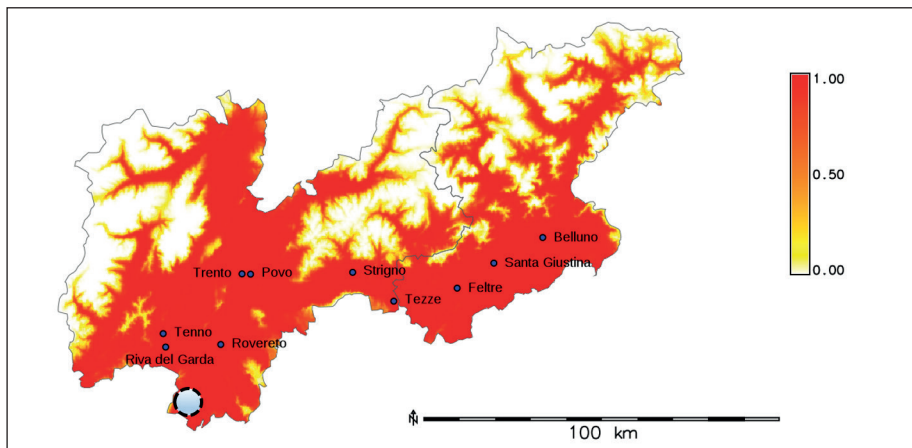 1.00
0.50
0.00
Belluno
Santa Giustina
Trento
Povo
Strigno
Feltre
Tezze
Tenno
Rovereto
Riva del Garda
N
100 km